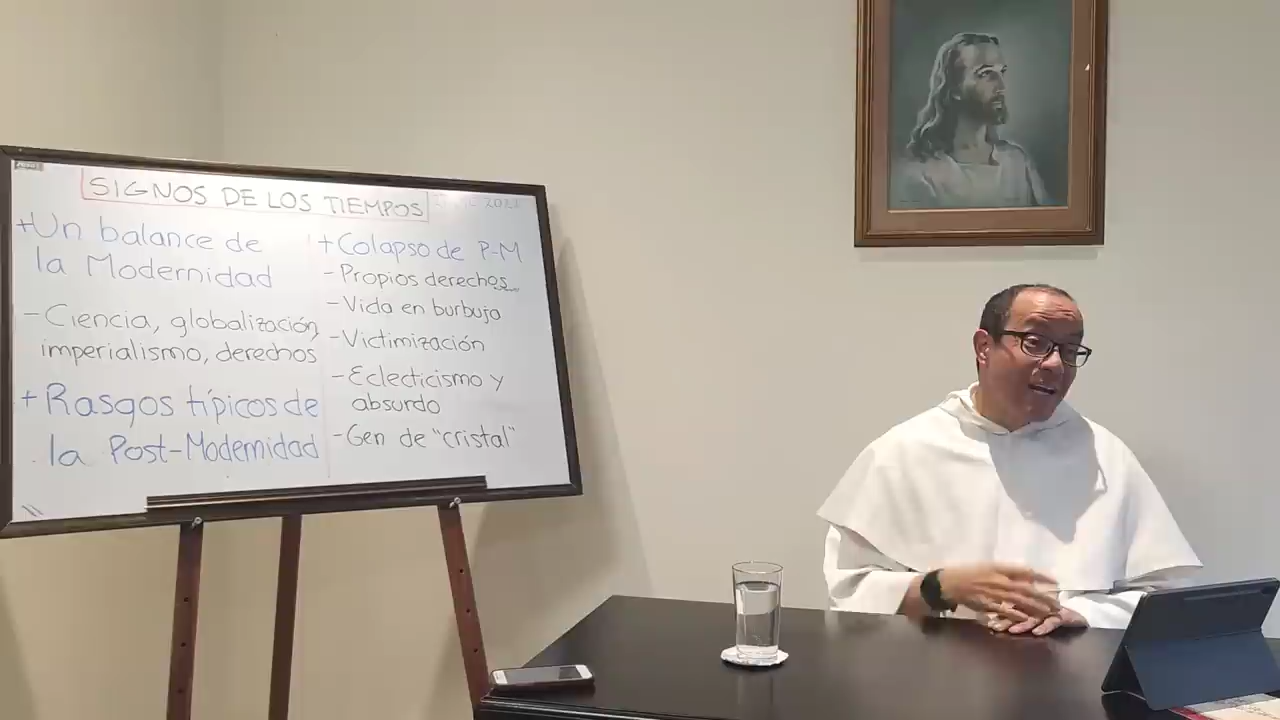 SIGNOS DE LOS TIEMPOS
+Un balance de
la Modernidad
- Ciencia, globalización,
imperialismo, derechos
+ Rasgos típicos de
la Post-Modernidad
+Colapso de P-M
- Propios derechos...
- Vida en burbuja
- Victimización
- Eclecticismo y
absurdo
- Gen de "cristal"